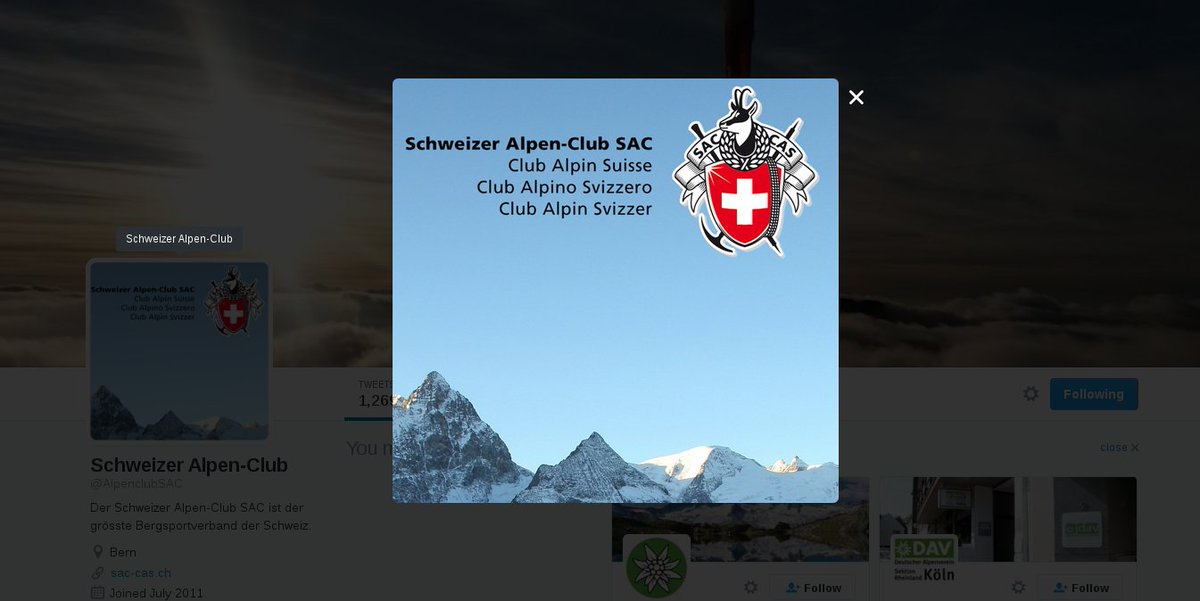 Schweizer Alpen-Club SAC
Club Alpin Suisse
Club Alpino Svizzero
Club Alpin Svizzer
SAC CAS
Schweizer Alpen-Club
Schweizer Alpen-Club SAC
Club Alpin Suisse
Club Alpino Svizzero
Club Alpin Svizzer
TWEETS
1,269
Following
You m
close
Schweizer Alpen-Club
@AlpenclubSAC
Der Schweizer Alpen-Club SAC ist der
grösste Bergsportverband der Schweiz.
Bern
sac-cas.ch
Joined July 2011
Follow
DAV
Deutscher Alpenverein
Sektion
Rheinland Köln
dav
Follow